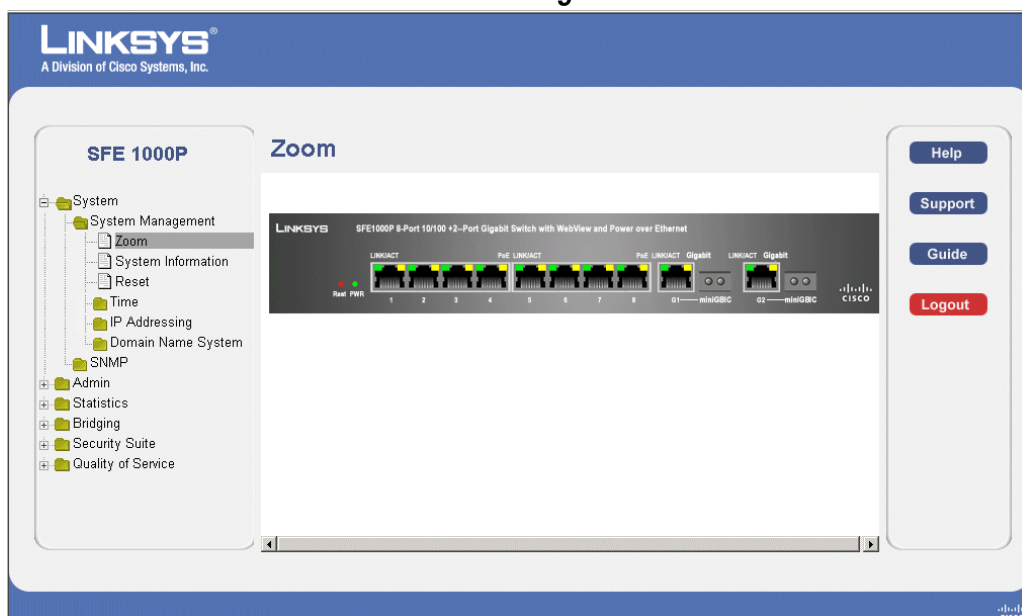 g
LINKSYS®
A Division of Cisco Systems, Inc.
SFE 1000P
System
System Management
Zoom
System Information
Reset
Time
IP Addressing
Domain Name System
SNMP
Admin
Statistics
Bridging
Security Suite
Quality of Service
Zoom
LINKSYS SFE1000P 8-Port 10/100 +2--Port Gigabit Switch with WebView and Power over Ethernet
LINK/ACT PoE LINK/ACT PoE LINK/ACT Gigabit LINK/ACT Gigabit
Rest PWR 1 2 3 4 5 6 7 8 G1 miniGBIC G2 miniGBIC
CISCO
Help
Support
Guide
Logout